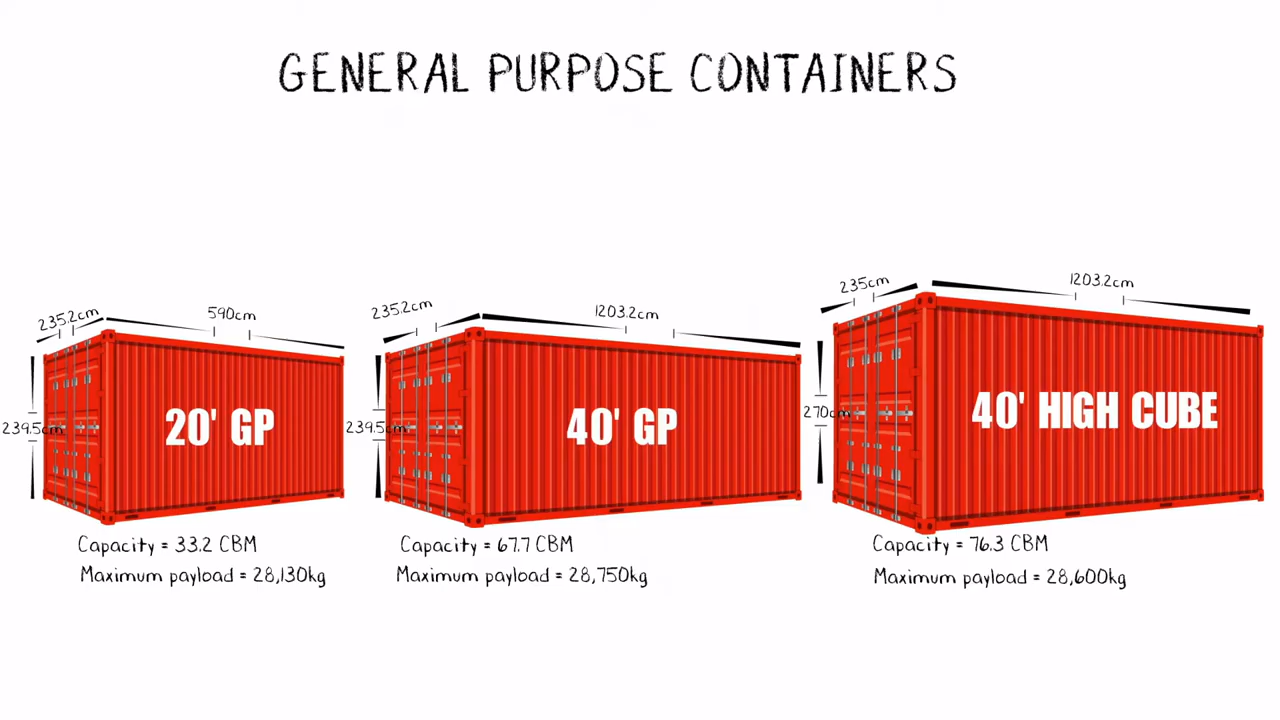 GENERAL PURPOSE CONTAINERS
235.2cm
590cm
239.5cm
20' GP
Capacity = 33.2 CBM
Maximum payload = 28,130kg
235.2cm
1203.2cm
239.5cm
40' GP
Capacity = 67.7 CBM
Maximum payload = 28,750kg
235cm
1203.2cm
270cm
40' HIGH CUBE
Capacity = 76.3 CBM
Maximum payload = 28,600kg